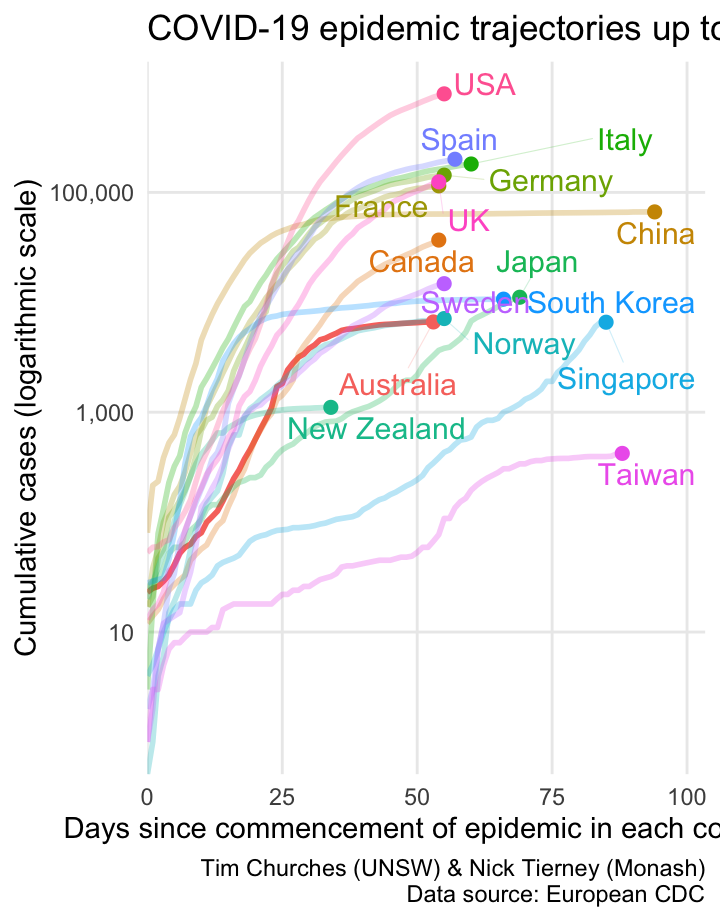 COVID-19 epidemic trajectories up to
USA
Spain
Italy
Germany
France
UK
China
Canada
Japan
Sweden
South Korea
Norway
Singapore
Australia
New Zealand
Taiwan
Cumulative cases (logarithmic scale)
100,000
1,000
10
0 25 50 75 100
Days since commencement of epidemic in each co
Tim Churches (UNSW) & Nick Tierney (Monash)
Data source: European CDC